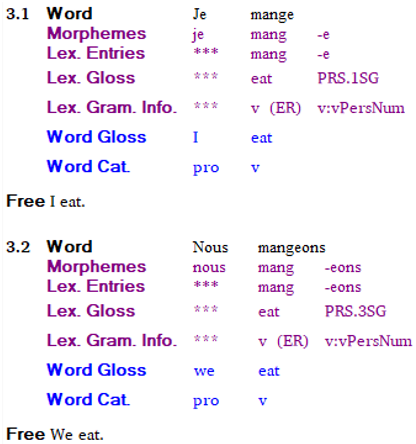 3.1 Word Je mange
Morphemes je mang -e
Lex. Entries *** mang -e
Lex. Gloss *** eat PRS.1SG
Lex. Gram. Info. *** v (ER) v:vPersNum
Word Gloss I eat
Word Cat. pro v
Free I eat.
3.2 Word Nous mangeons
Morphemes nous mang -eons
Lex. Entries *** mang -eons
Lex. Gloss *** eat PRS.3SG
Lex. Gram. Info. *** v (ER) v:vPersNum
Word Gloss we eat
Word Cat. pro v
Free We eat.